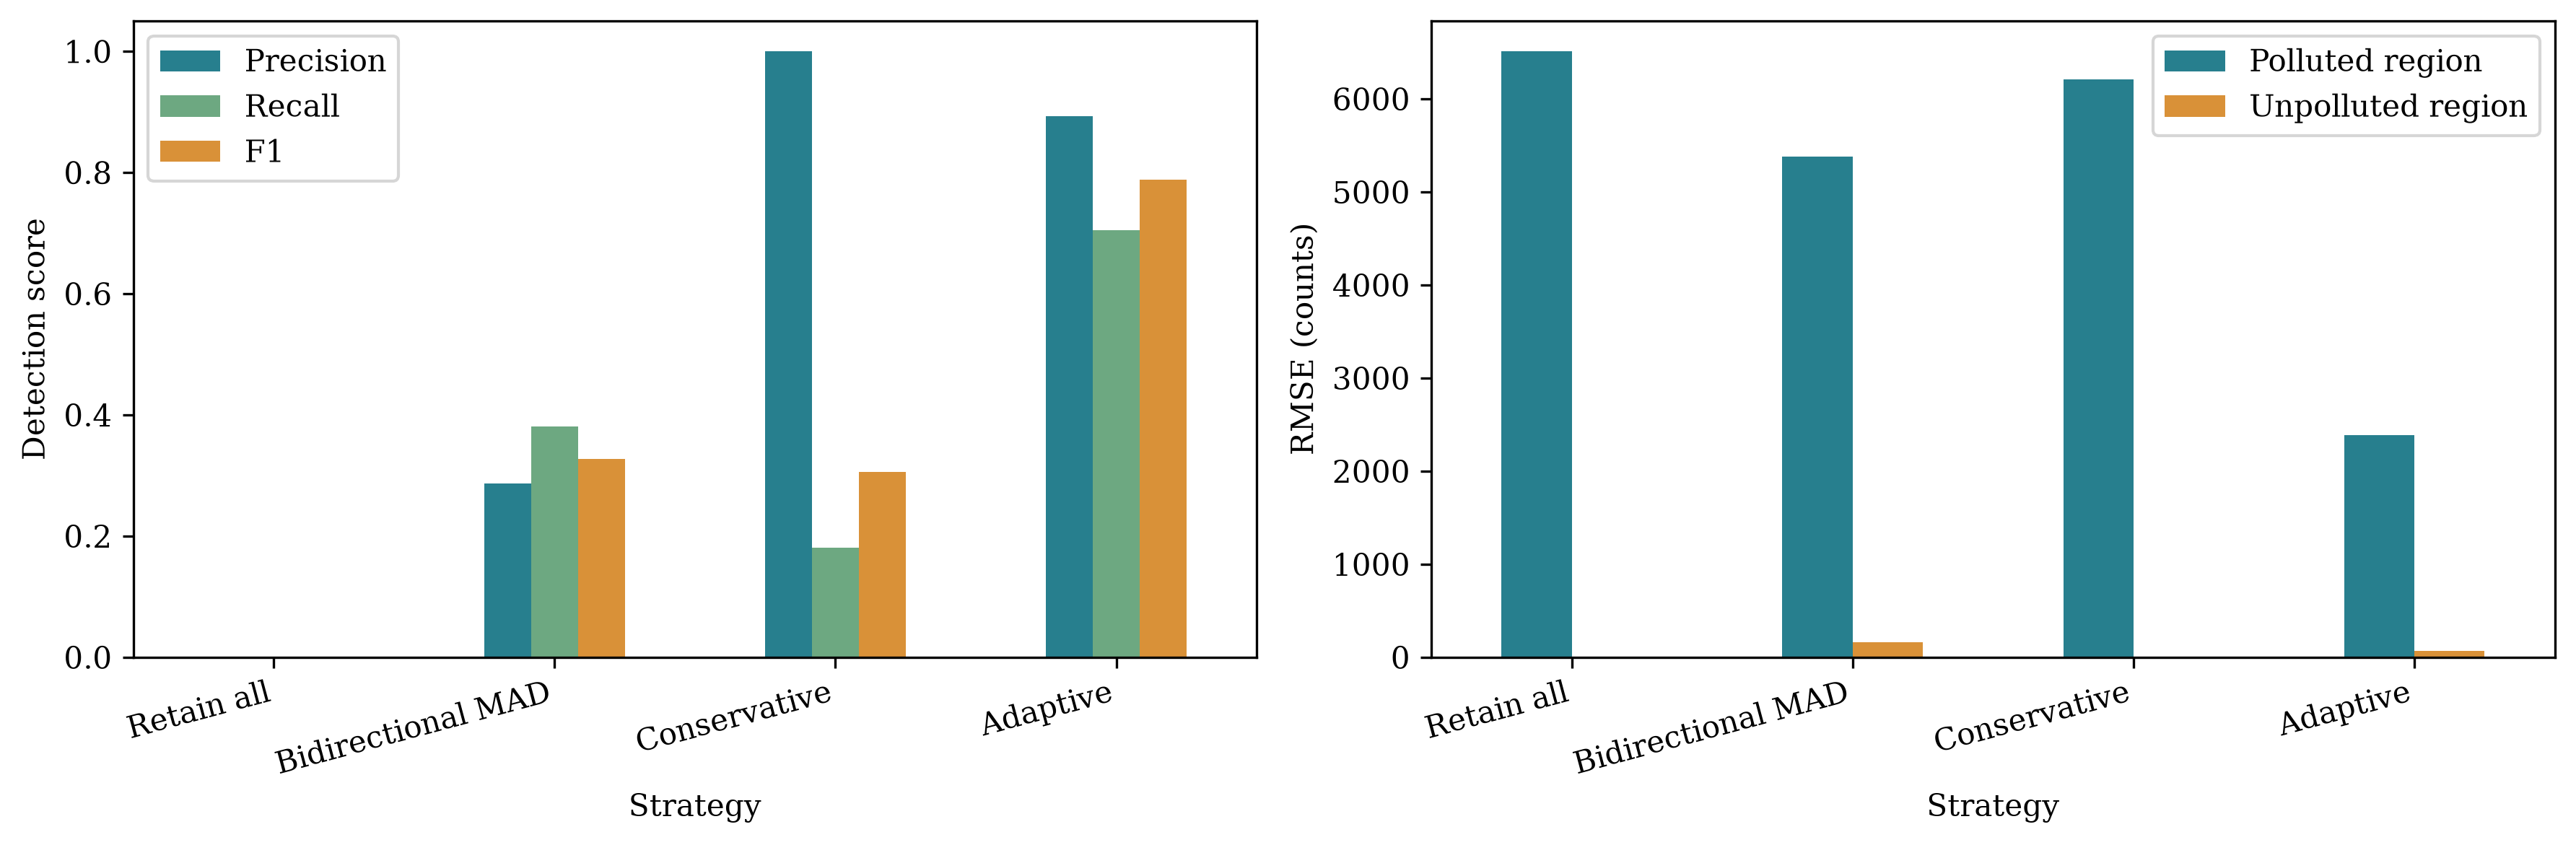 Detection score
1.0
0.8
0.6
0.4
0.2
0.0
Precision
Recall
F1
Retain all
Bidirectional MAD
Conservative
Adaptive
Strategy
RMSE (counts)
6000
5000
4000
3000
2000
1000
0
Polluted region
Unpolluted region
Retain all
Bidirectional MAD
Conservative
Adaptive
Strategy